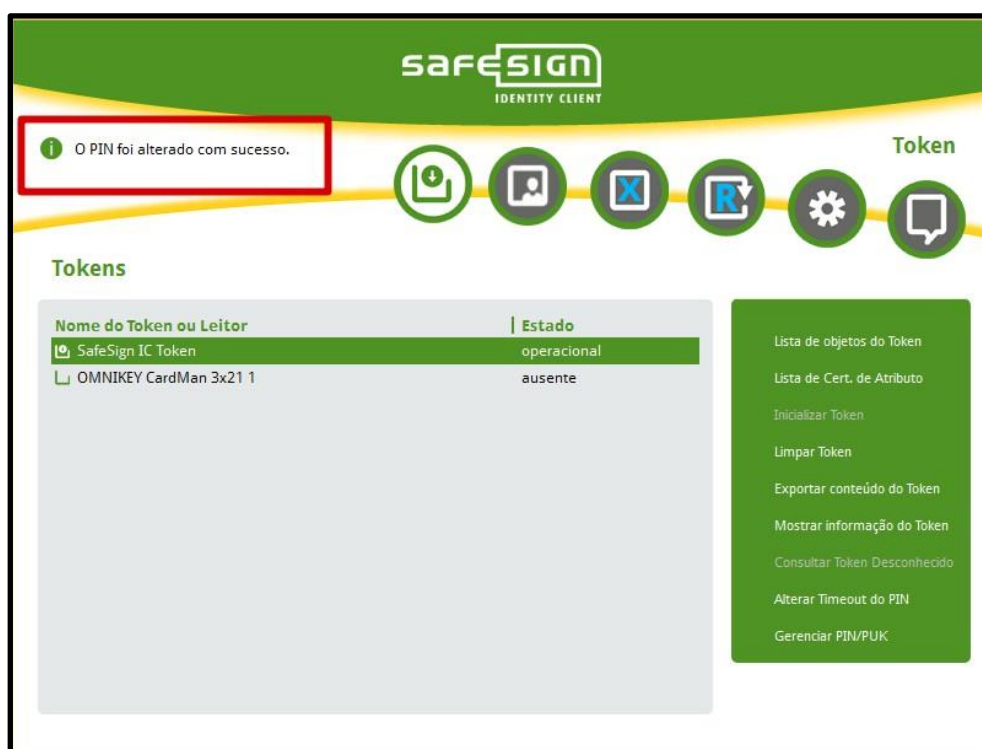 safesign
IDENTITY CLIENT
O PIN foi alterado com sucesso.
Token
X
R
Tokens
Nome do Token ou Leitor
Estado
SafeSign IC Token
operacional
OMNIKEY CardMan 3x21 1
ausente
Lista de objetos do Token
Lista de Cert. de Atributo
Inicializar Token
Limpar Token
Exportar conteúdo do Token
Mostrar informação do Token
Consultar Token Desconhecido
Alterar Timeout do PIN
Gerenciar PIN/PUK